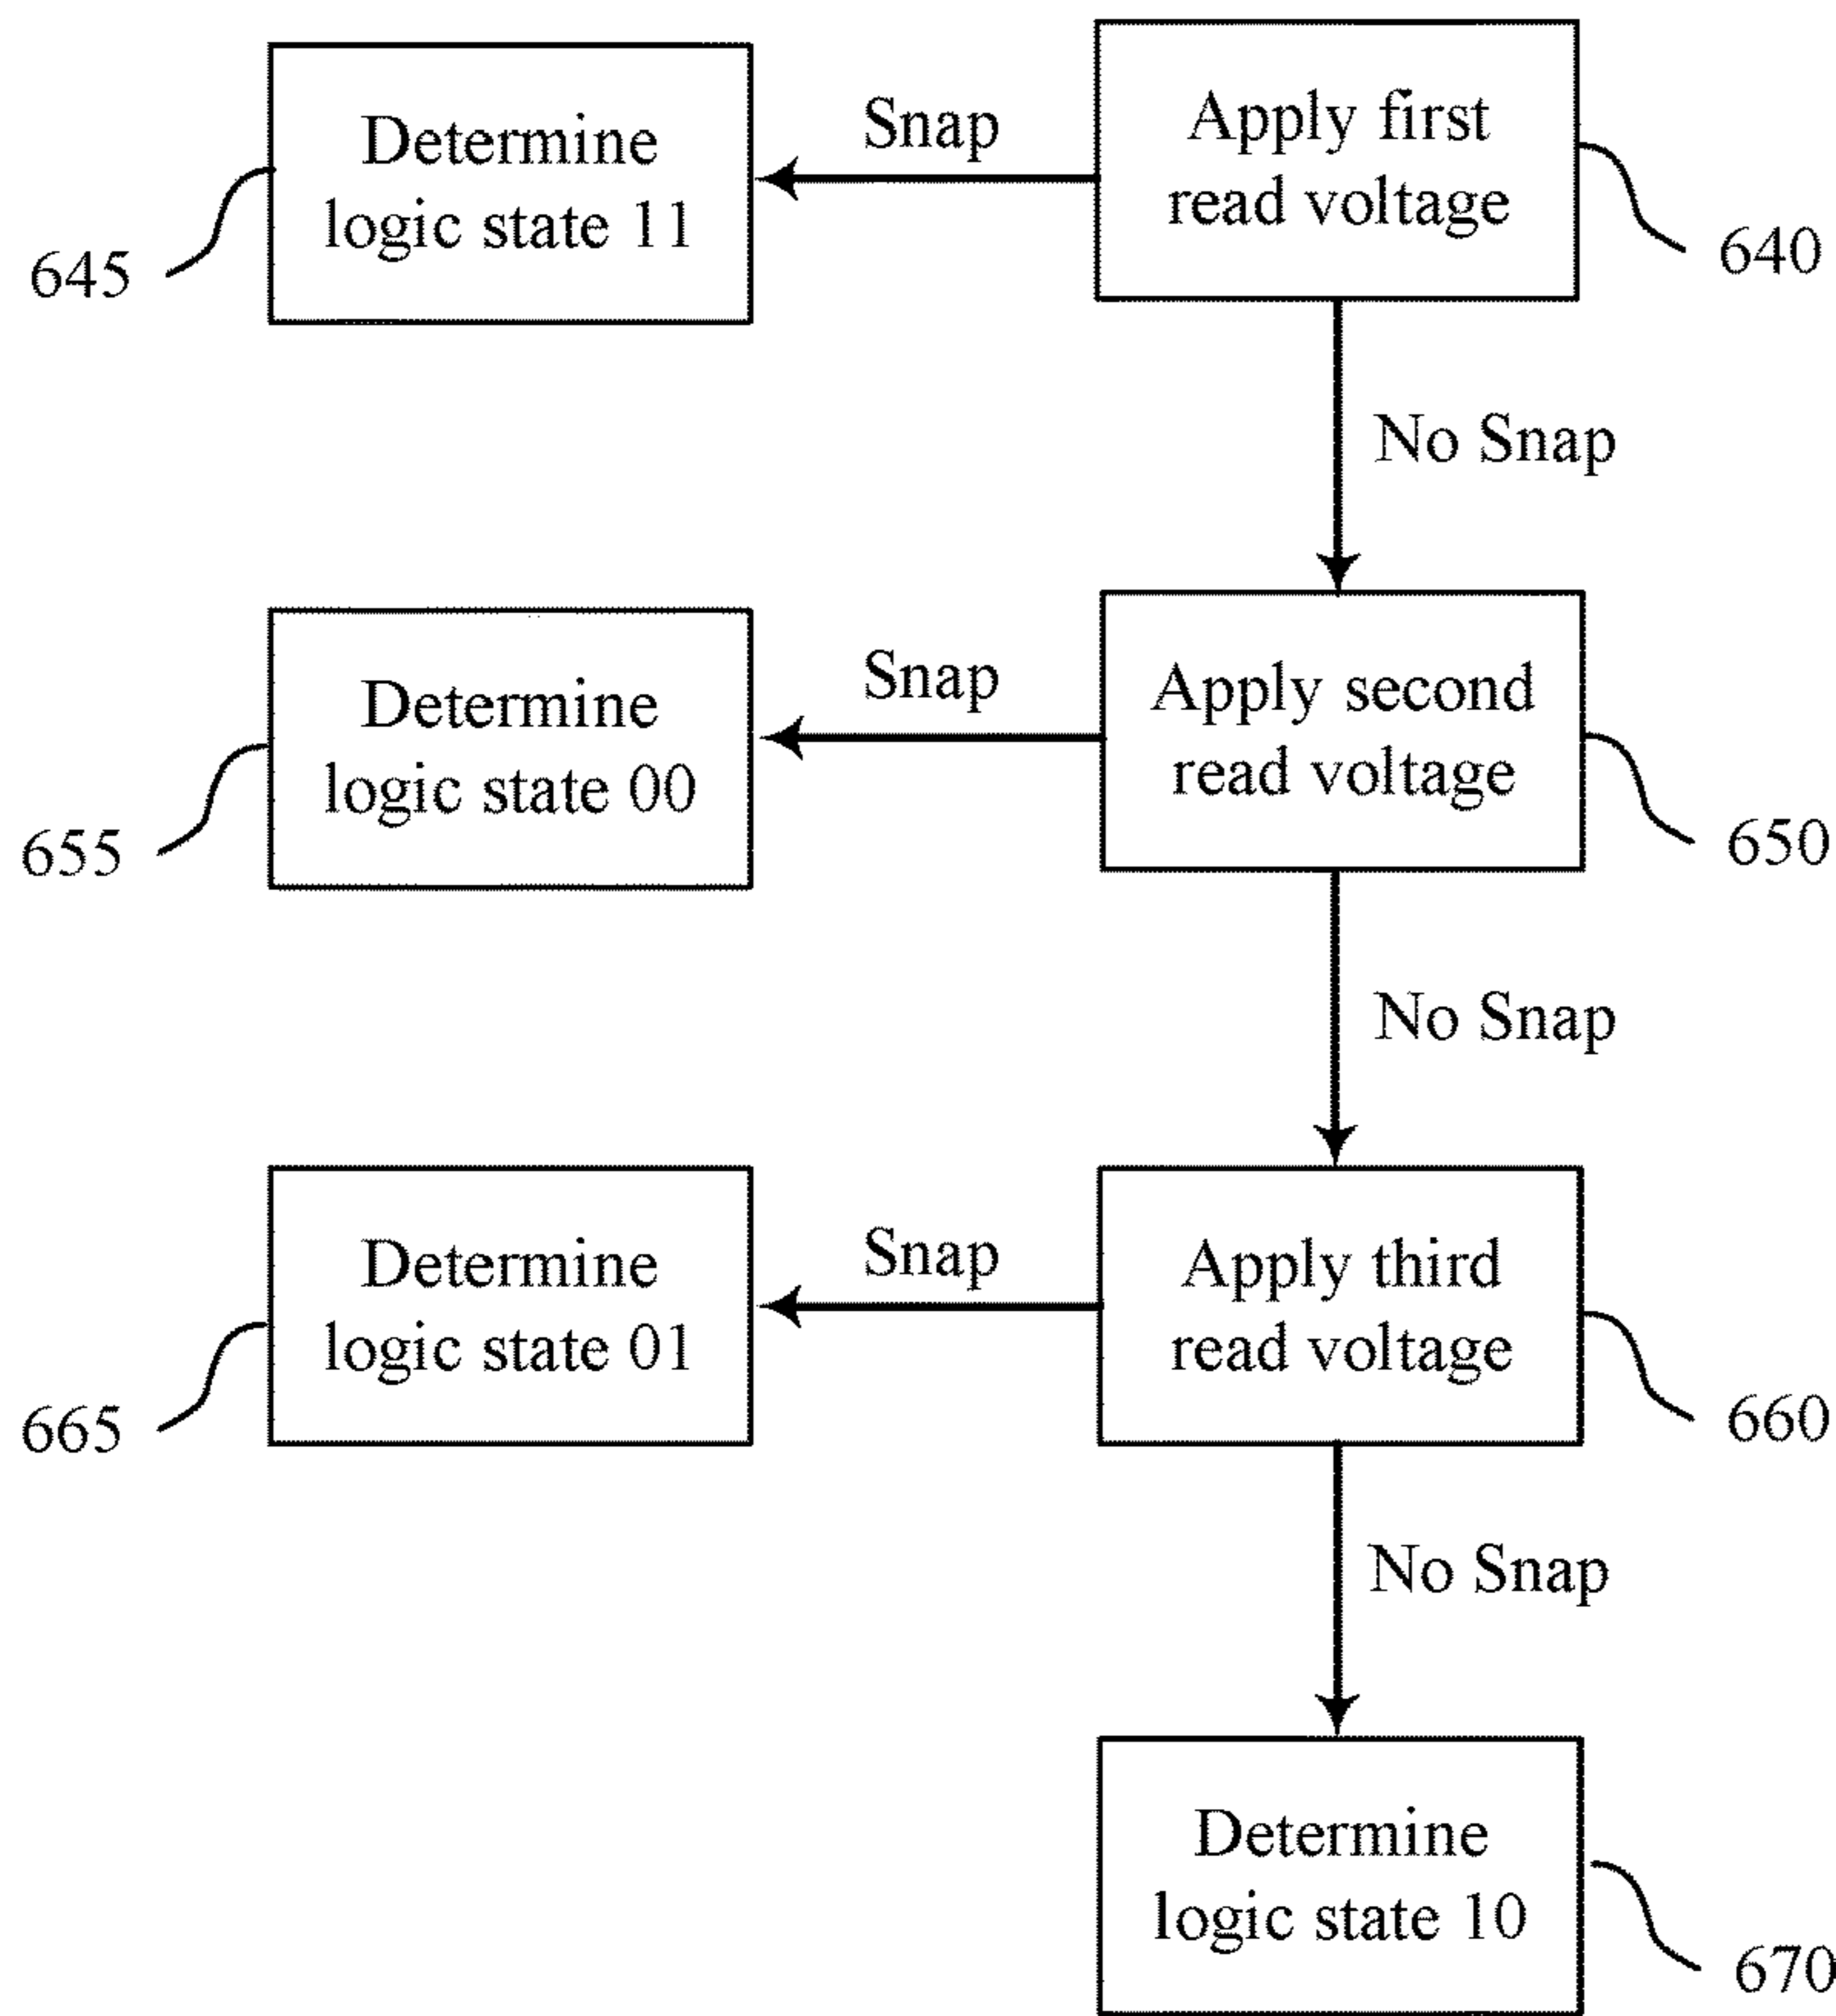 Determine
logic state 11
Snap
Apply first
read voltage
645
640
No Snap
Determine
logic state 00
Snap
Apply second
read voltage
655
650
No Snap
Determine
logic state 01
Snap
Apply third
read voltage
665
660
No Snap
Determine
logic state 10
670